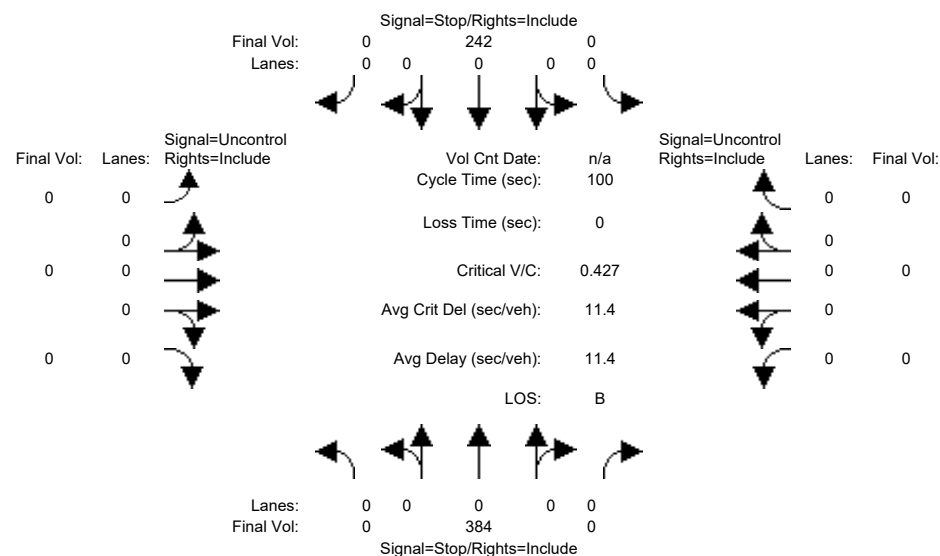 Signal=Stop/Rights=Include
Final Vol: 0 242 0
Lanes: 0 0 0 0 0
Signal=Uncontrol Signal=Uncontrol
Final Vol: Lanes: Rights=Include Vol Cnt Date: n/a Rights=Include Lanes: Final Vol:
Cycle Time (sec): 100
0 0 0 0
Loss Time (sec): 0
0 0
0 0 Critical V/C: 0.427 0 0
0 Avg Crit Del (sec/veh): 11.4 0
0 0 Avg Delay (sec/veh): 11.4 0 0
LOS: B
Lanes: 0 0 0 0 0
Final Vol: 0 384 0
Signal=Stop/Rights=Include